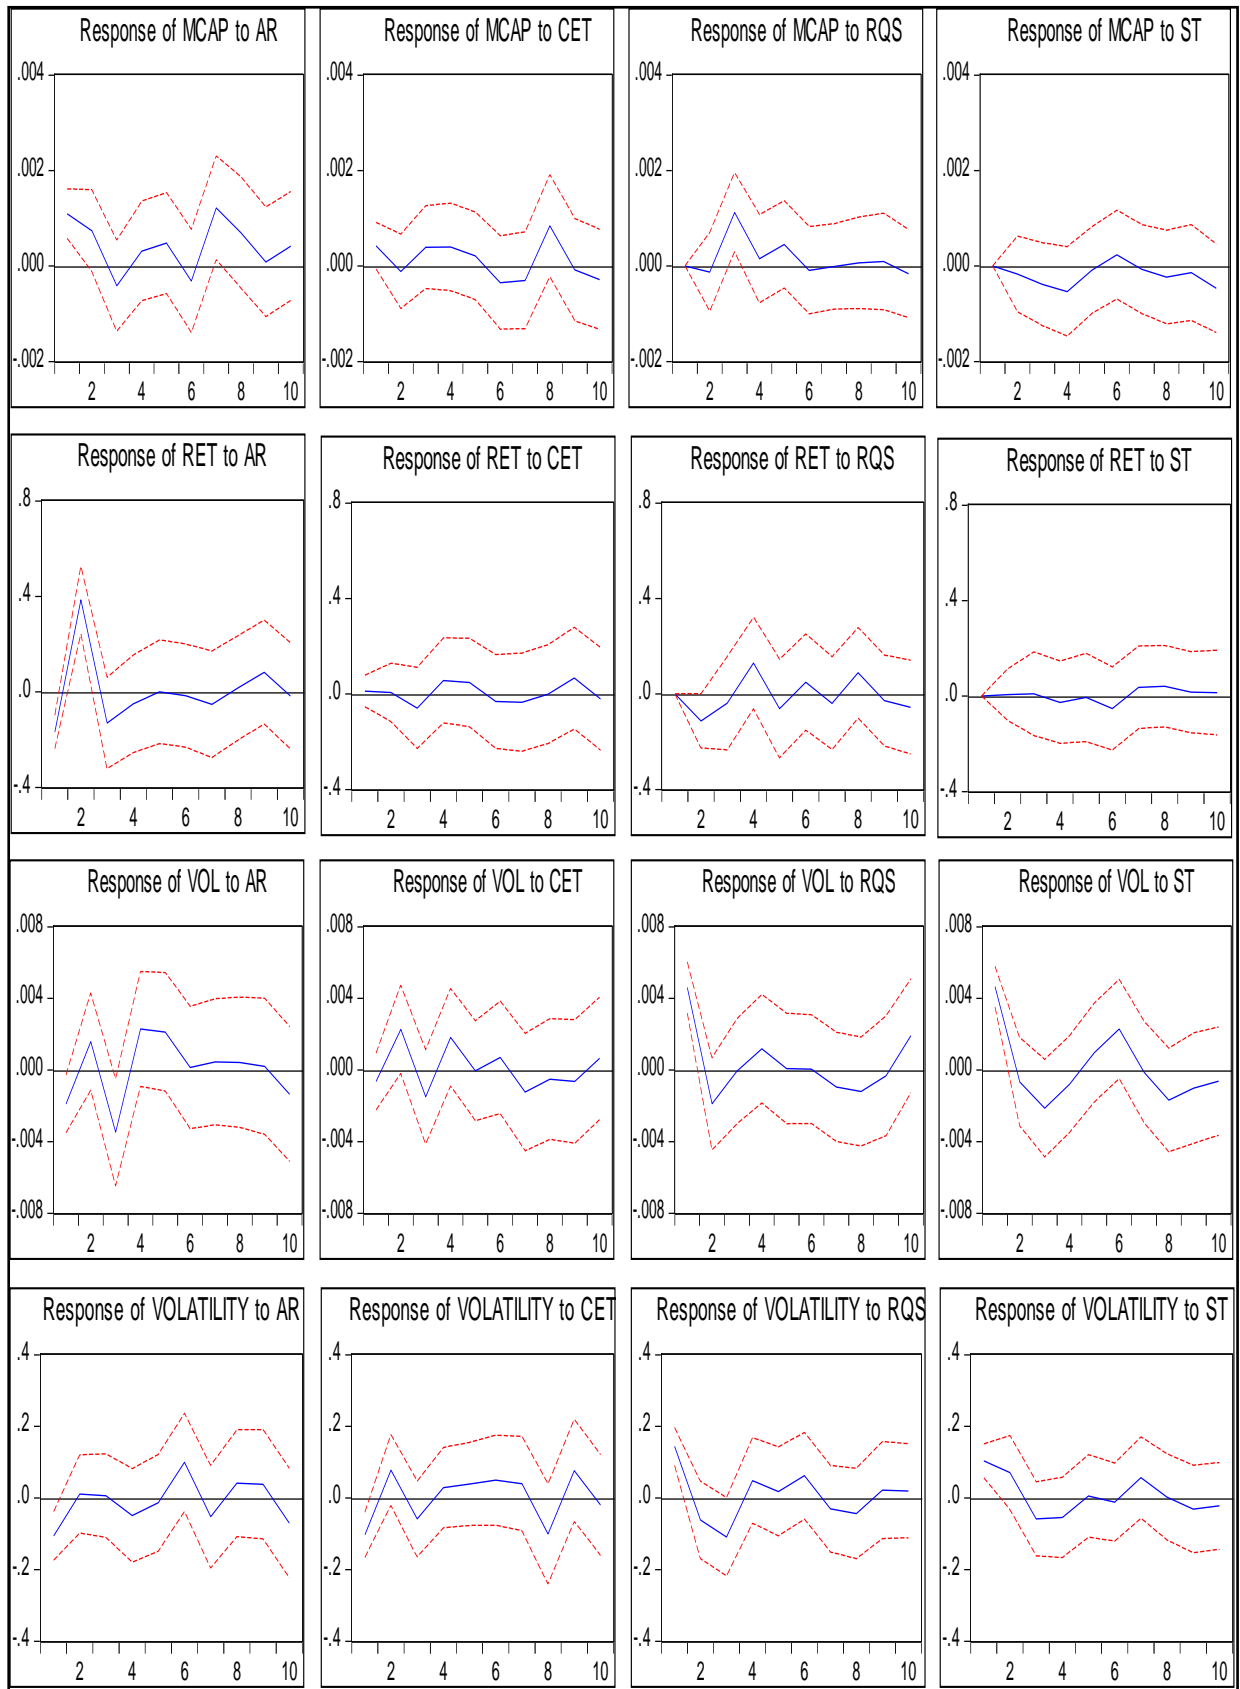 Response of MCAP to AR
.004
.002
.000
-.002
2 4 6 8 10
Response of MCAP to CET
.004
.002
.000
-.002
2 4 6 8 10
Response of MCAP to RQS
.004
.002
.000
-.002
2 4 6 8 10
Response of MCAP to ST
.004
.002
.000
-.002
2 4 6 8 10
Response of RET to AR
.8
.4
.0
-.4
2 4 6 8 10
Response of RET to CET
.8
.4
.0
-.4
2 4 6 8 10
Response of RET to RQS
.8
.4
.0
-.4
2 4 6 8 10
Response of RET to ST
.8
.4
.0
-.4
2 4 6 8 10
Response of VOL to AR
.008
.004
.000
-.004
-.008
2 4 6 8 10
Response of VOL to CET
.008
.004
.000
-.004
-.008
2 4 6 8 10
Response of VOL to RQS
.008
.004
.000
-.004
-.008
2 4 6 8 10
Response of VOL to ST
.008
.004
.000
-.004
-.008
2 4 6 8 10
Response of VOLATILITY to AR
.4
.2
.0
-.2
-.4
2 4 6 8 10
Response of VOLATILITY to CET
.4
.2
.0
-.2
-.4
2 4 6 8 10
Response of VOLATILITY to RQS
.4
.2
.0
-.2
-.4
2 4 6 8 10
Response of VOLATILITY to ST
.4
.2
.0
-.2
-.4
2 4 6 8 10